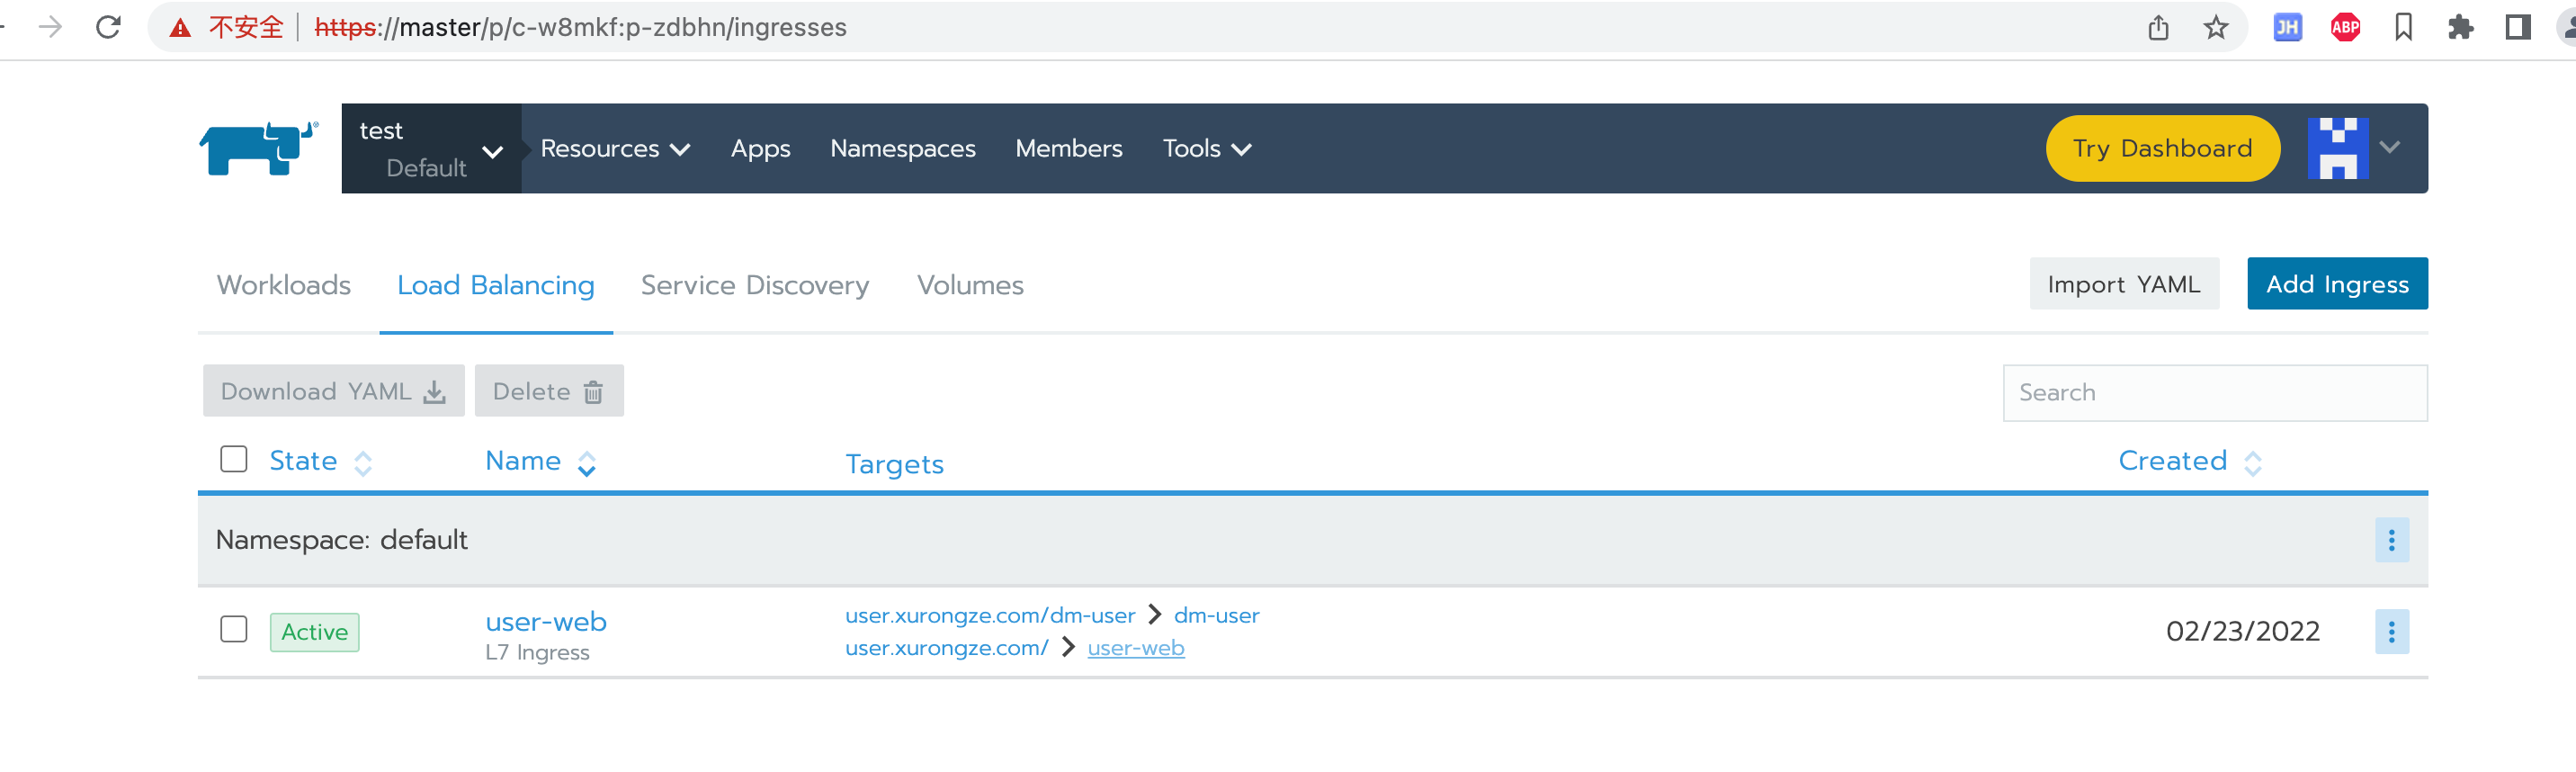 不安全 https://master/p/c-w8mkf:p-zdbhn/ingresses
JH ABP
test
Default
Resources Apps Namespaces Members Tools Try Dashboard
Workloads Load Balancing Service Discovery Volumes Import YAML Add Ingress
Download YAML Delete Search
State Name Targets Created
Namespace: default
Active user-web user.xurongze.com/dm-user dm-user 02/23/2022
L7 Ingress user.xurongze.com/ user-web